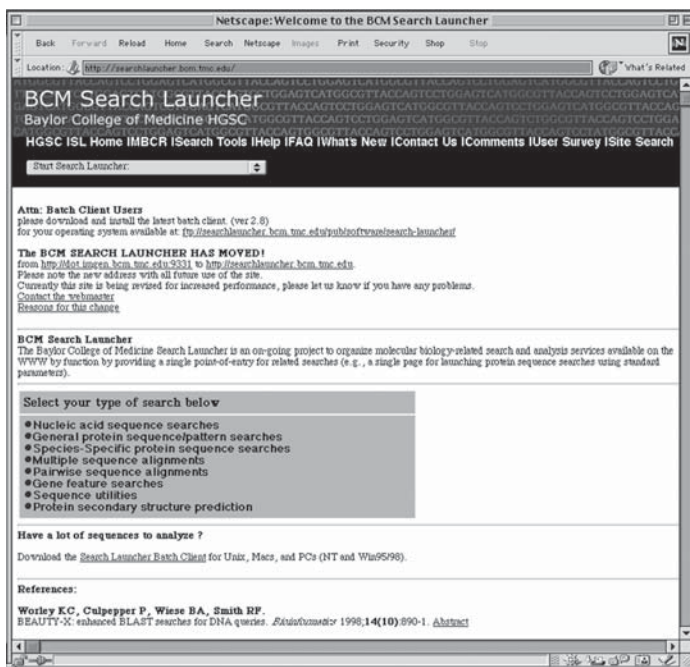 Netscape: Welcome to the BCM Search Launcher
Back Forward Reload Home Search Netscape Images Print Security Shop Stop
Location: http://searchlauncher.bcm.tmc.edu/ What's Related
BCM Search Launcher
Baylor College of Medicine HGSC
HGSC |SL Home |MBCR |Search Tools |Help |FAQ |What's New |Contact Us |Comments |User Survey |Site Search
Start Search Launcher:
Attn: Batch Client Users
please download and install the latest batch client. (ver 2.8)
for your operating system available at: ftp://searchlauncher.bcm.tmc.edu/pub/software/search-launcher/
The BCM SEARCH LAUNCHER HAS MOVED!
from http://dot.imgen.bcm.tmc.edu:9331 to http://searchlauncher.bcm.tmc.edu.
Please note the new address with all future use of the site.
Currently this site is being revised for increased performance, please let us know if you have any problems.
Contact the webmaster
Reasons for this change
BCM Search Launcher
The Baylor College of Medicine Search Launcher is an on-going project to organize molecular biology-related search and analysis services available on the
WWW by function by providing a single point-of-entry for related searches (e.g., a single page for launching protein sequence searches using standard
parameters).
Select your type of search below
●Nucleic acid sequence searches
●General protein sequence/pattern searches
●Species-Specific protein sequence searches
●Multiple sequence alignments
●Pairwise sequence alignments
●Gene feature searches
●Sequence utilities
●Protein secondary structure prediction
Have a lot of sequences to analyze ?
Download the Search Launcher Batch Client for Unix, Macs, and PCs (NT and Win95/98).
References:
Worley KC, Culpepper P, Wiese BA, Smith RF.
BEAUTY-X: enhanced BLAST searches for DNA queries. Bioinformatics 1998;14(10):890-1. Abstract